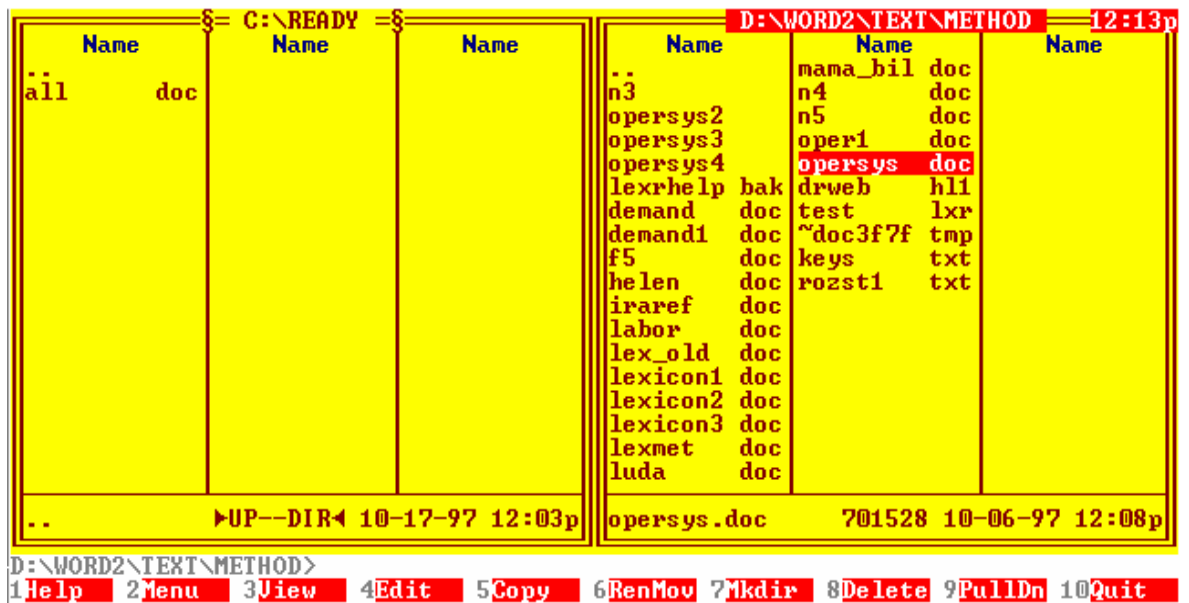 C:\READY D:\WORD2\TEXT\METHOD 12:13p
Name Name Name Name Name Name
.. .. mama_bil doc
all doc n3 n4 doc
opersys2 n5 doc
opersys3 oper1 doc
opersys4 opersys doc
lexrhelp bak drweb hl1
demand doc test lxr
demand1 doc ~doc3f7f tmp
f5 doc keys txt
helen doc rozst1 txt
iraref doc
labor doc
lex_old doc
lexicon1 doc
lexicon2 doc
lexicon3 doc
lexmet doc
luda doc
.. ►UP--DIR◄ 10-17-97 12:03p opersys.doc 701528 10-06-97 12:08p
D:\WORD2\TEXT\METHOD>
1Help 2Menu 3View 4Edit 5Copy 6RenMov 7Mkdir 8Delete 9PullDn 10Quit